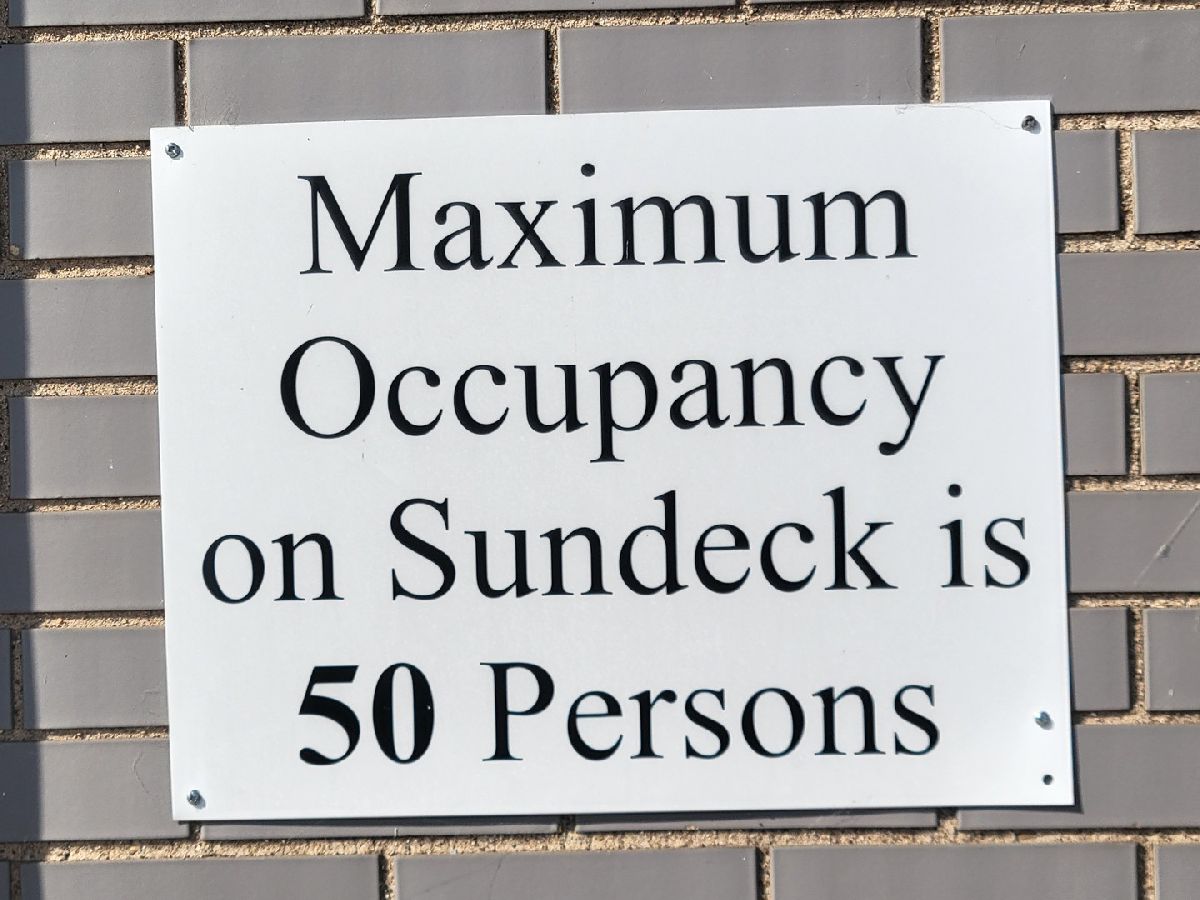 Maximum
Occupancy
on Sundeck is
50 Persons